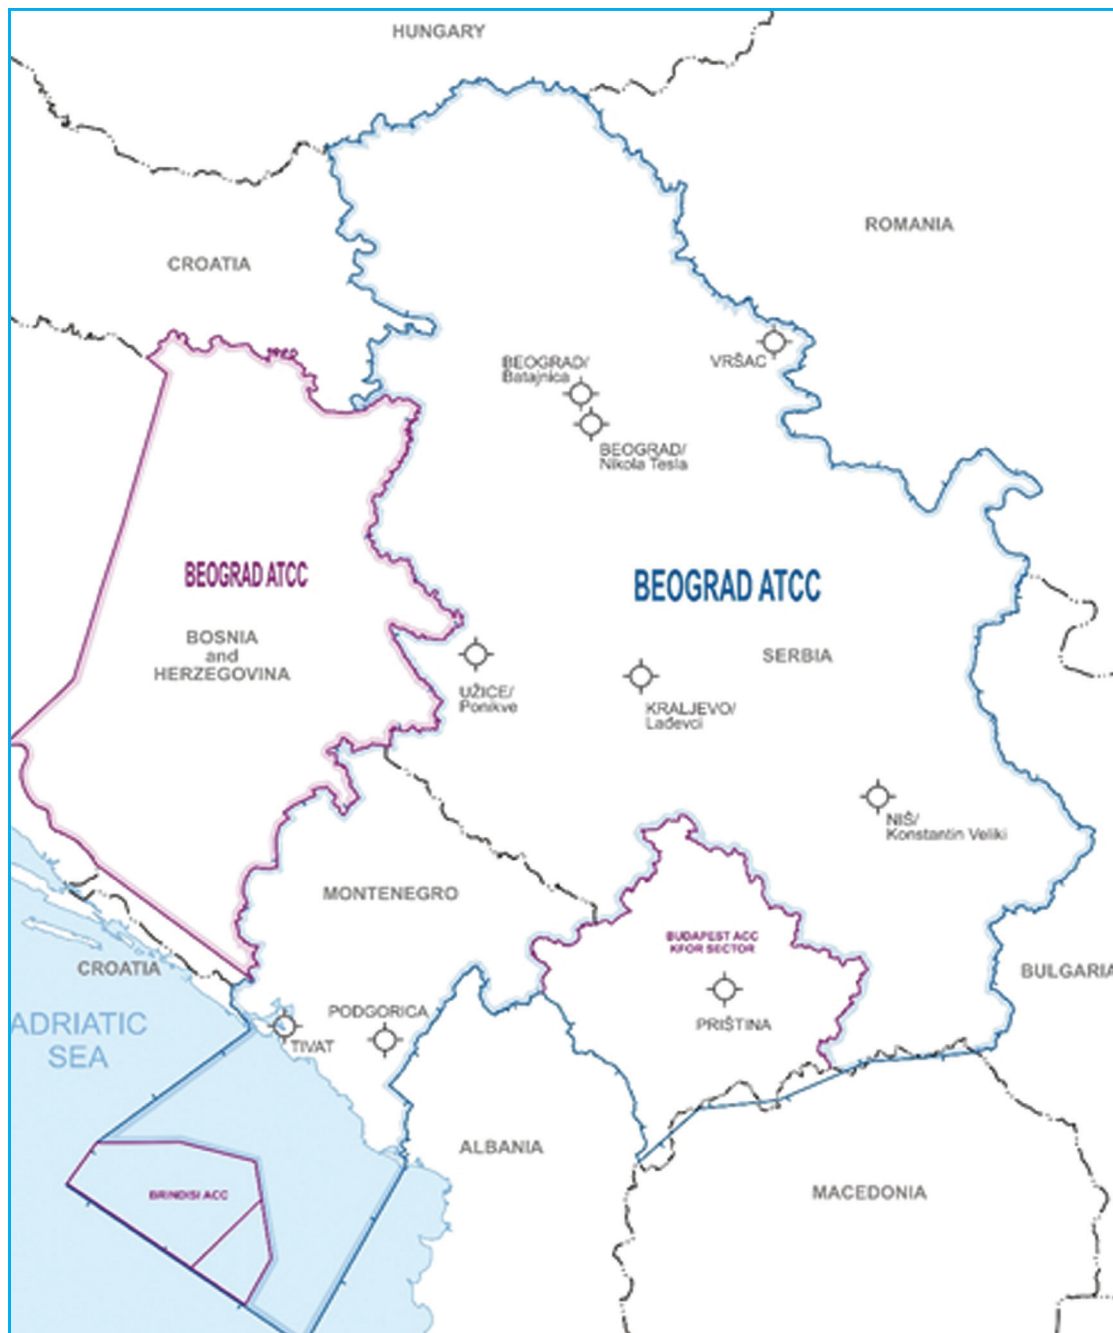 HUNGARY
ROMANIA
CROATIA
VRŠAC
BEOGRAD/
Batajnica
BEOGRAD/
Nikola Tesla
BEOGRAD ATCC
BEOGRAD ATCC
BOSNIA
and
HERZEGOVINA
SERBIA
UŽICE/
Ponikve
KRALJEVO/
Lađevci
NIŠ/
Konstantin Veliki
MONTENEGRO
BUDAPEST ACC
KFOR SECTOR
CROATIA
BULGARIA
PODGORICA
PRIŠTINA
ADRIATIC
SEA
TIVAT
ALBANIA
BRINDISI ACC
MACEDONIA